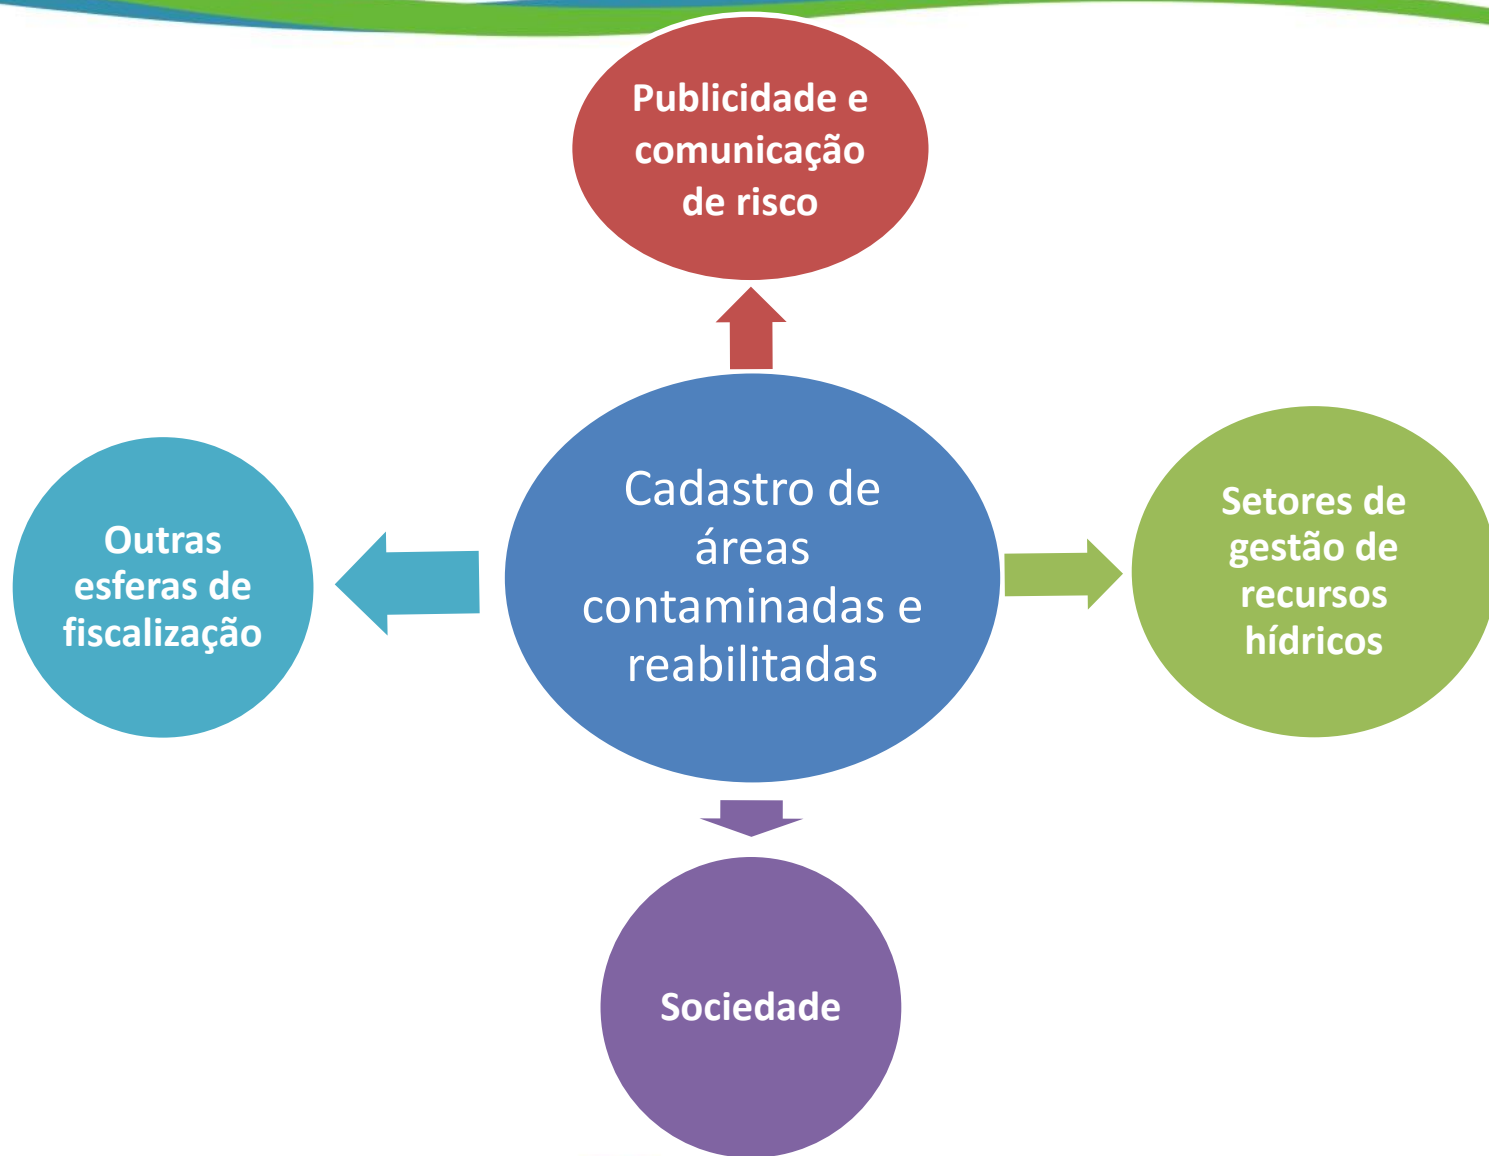 Publicidade e
comunicação
de risco
Outras
esferas de
fiscalização
Cadastro de
áreas
contaminadas e
reabilitadas
Setores de
gestão de
recursos
hídricos
Sociedade